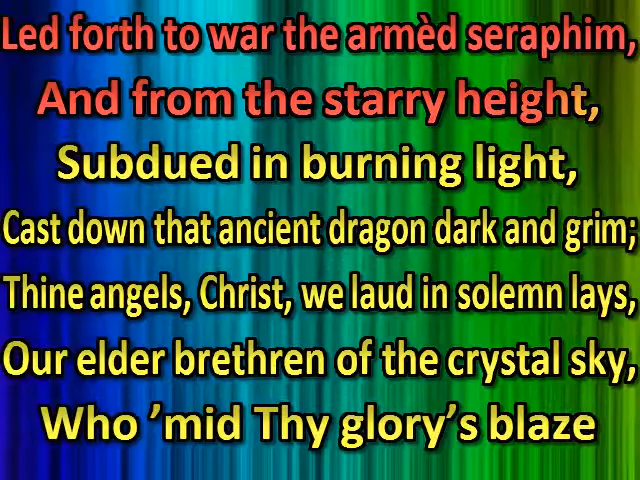 Led forth to war the armèd seraphim,
And from the starry height,
Subdued in burning light,
Cast down that ancient dragon dark and grim;
Thine angels, Christ, we laud in solemn lays,
Our elder brethren of the crystal sky,
Who ’mid Thy glory’s blaze